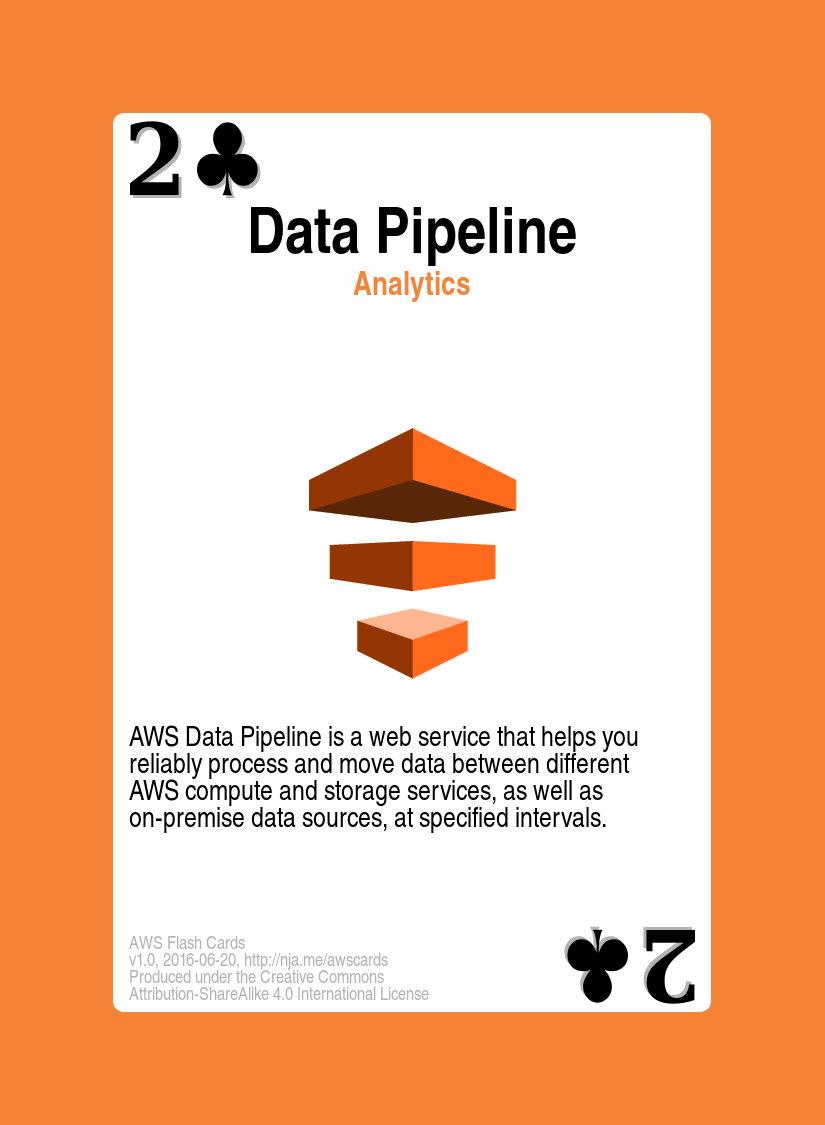 2♣
Data Pipeline
Analytics
AWS Data Pipeline is a web service that helps you
reliably process and move data between different
AWS compute and storage services, as well as
on-premise data sources, at specified intervals.
AWS Flash Cards
v1.0, 2016-06-20, http://nja.me/awscards
Produced under the Creative Commons
Attribution-ShareAlike 4.0 International License
2♣